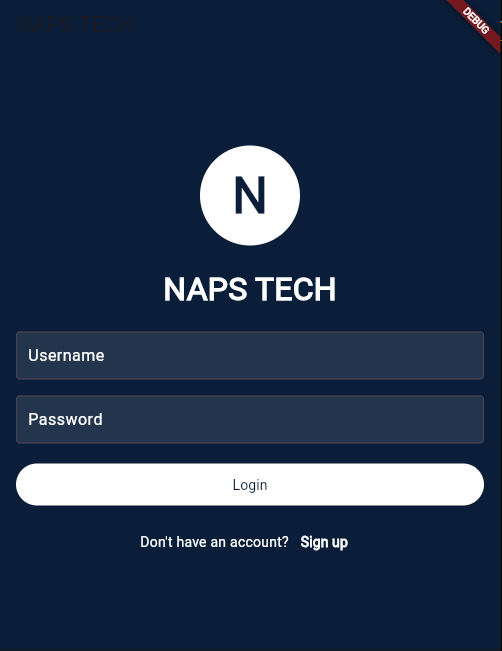 NAPS TECH
DEBUG
N
NAPS TECH
Username
Password
Login
Don't have an account? Sign up